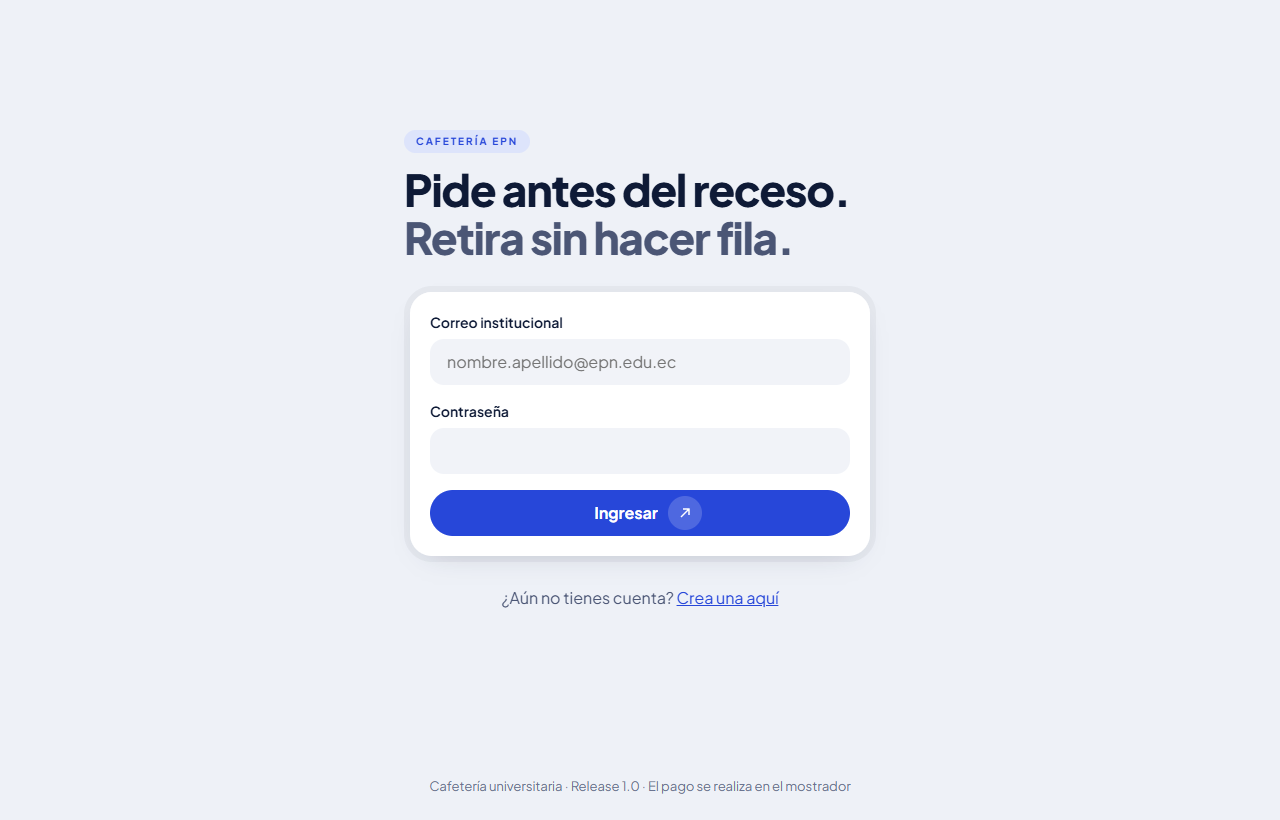 CAFETERÍA EPN
Pide antes del receso.
Retira sin hacer fila.
Correo institucional
nombre.apellido@epn.edu.ec
Contraseña
Ingresar
¿Aún no tienes cuenta? Crea una aquí
Cafetería universitaria · Release 1.0 · El pago se realiza en el mostrador